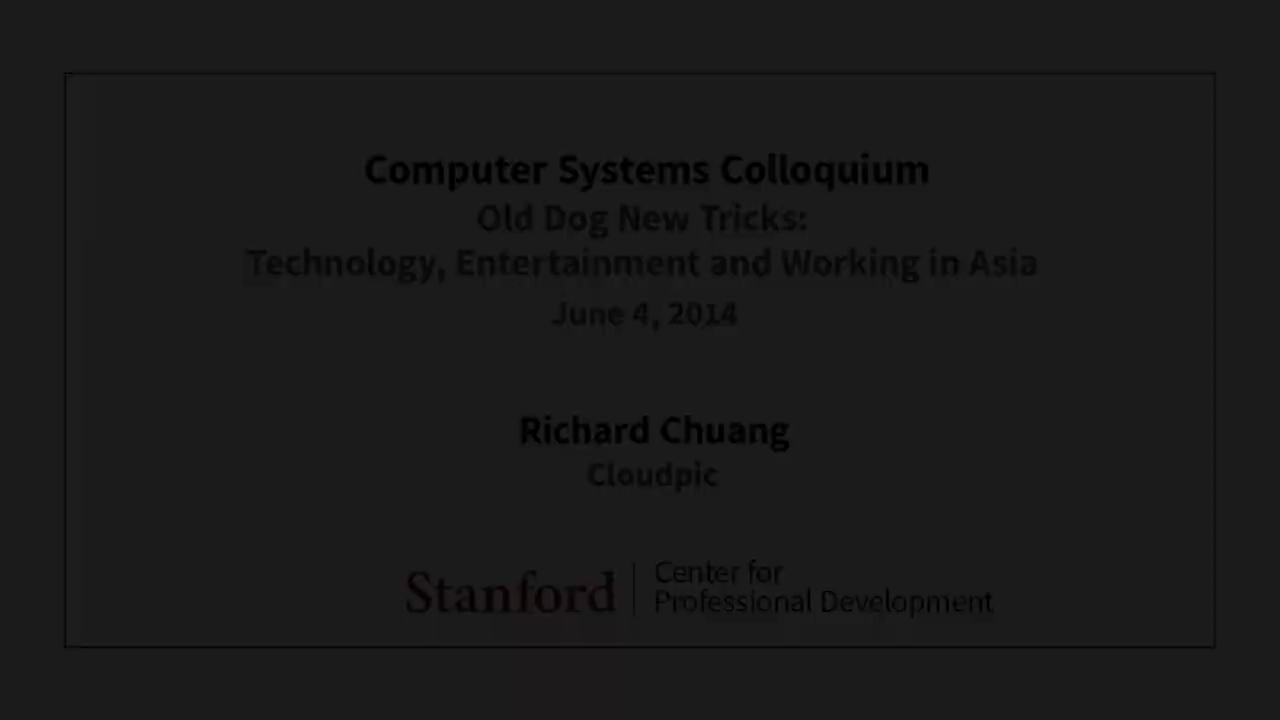 Computer Systems Colloquium
Old Dog New Tricks:
Technology, Entertainment and Working in Asia
June 4, 2014
Richard Chuang
Cloudpic
Stanford
Center for
Professional Development